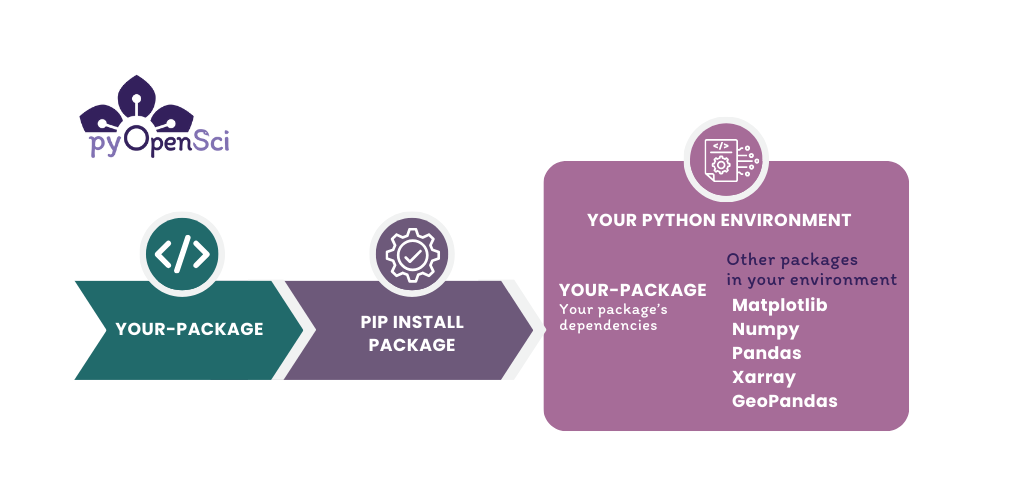 pyOpenSci
YOUR-PACKAGE
PIP INSTALL
PACKAGE
YOUR PYTHON ENVIRONMENT
YOUR-PACKAGE
Your package's
dependencies
Other packages
in your environment
Matplotlib
Numpy
Pandas
Xarray
GeoPandas